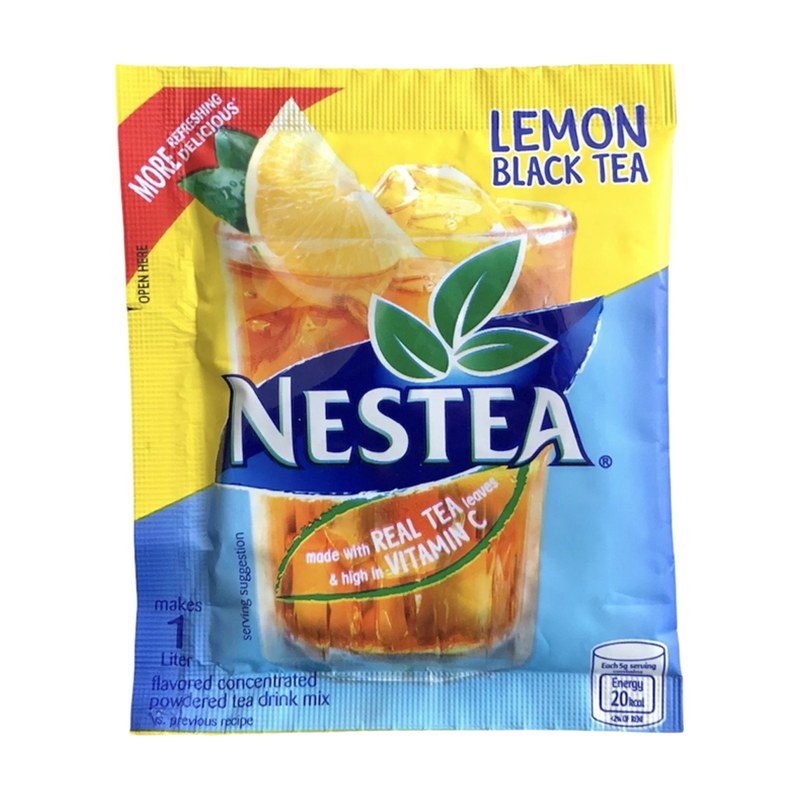 MORE REFRESHING
DELICIOUS*
LEMON
BLACK TEA
OPEN HERE
NESTEA®
made with REAL TEA leaves
& high in VITAMIN C
serving suggestion
makes
1
Liter
flavored concentrated
powdered tea drink mix
*vs. previous recipe
Each 5g serving
Energy
20kcal